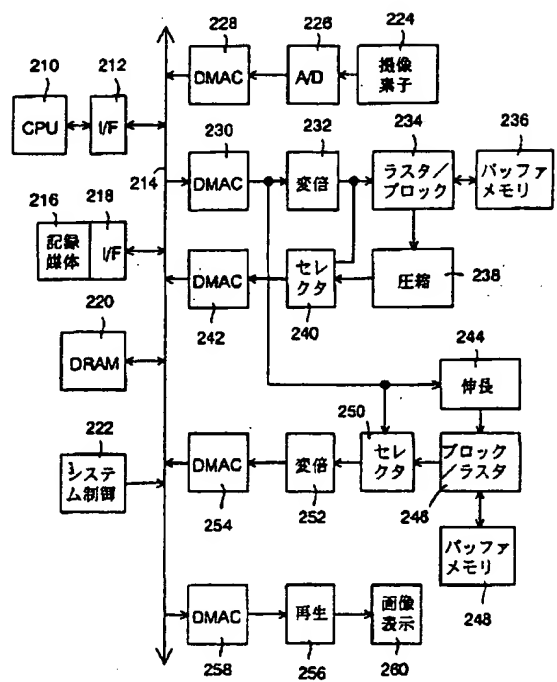 228
226
224
DMAC
A/D
撮像
素子
210
212
CPU
I/F
230
232
234
236
214
DMAC
変倍
ラスタ/
ブロック
バッファ
メモリ
216
218
記録
媒体
I/F
セレ
クタ
圧縮
238
DMAC
242
240
220
DRAM
244
伸長
222
システ
ム制御
250
DMAC
変倍
セレ
クタ
ブロック
/ラスタ
254
252
246
バッファ
メモリ
248
DMAC
再生
画像
表示
258
256
260